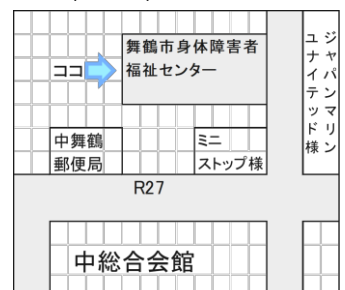 舞鶴市身体障害者
福祉センター
ココ
ジャパンマリン
ユナイテッド様
中舞鶴
郵便局
ミニ
ストップ様
R27
中総合会館